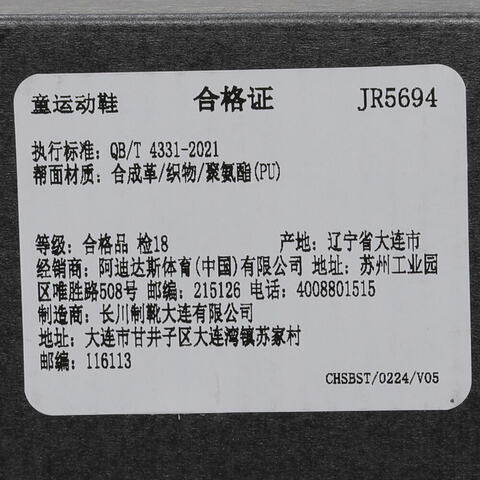 童运动鞋 合格证 JR5694
执行标准: QB/T 4331-2021
帮面材质: 合成革/织物/聚氨酯(PU)
等级: 合格品 检18 产地: 辽宁省大连市
经销商: 阿迪达斯体育(中国)有限公司 地址: 苏州工业园
区唯胜路508号 邮编: 215126 电话: 4008801515
制造商: 长川制靴大连有限公司
地址: 大连市甘井子区大连湾镇苏家村
邮编: 116113
CHSBST/0224/V05